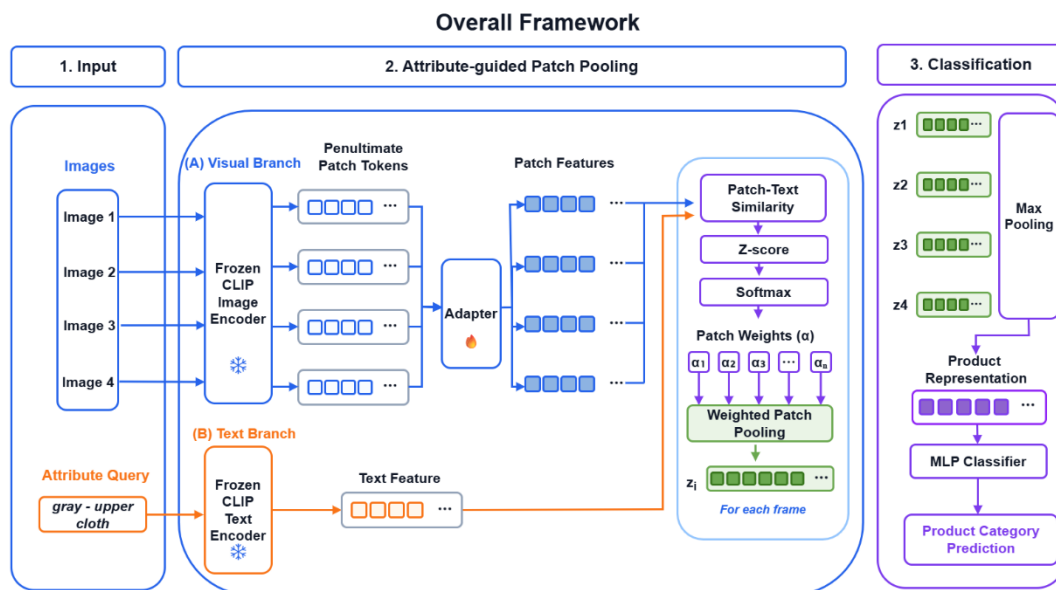 Overall Framework
1. Input
2. Attribute-guided Patch Pooling
3. Classification
Images
Image 1
Image 2
Image 3
Image 4
Attribute Query
gray - upper
cloth
(A) Visual Branch
Frozen
CLIP
Image
Encoder
Penultimate
Patch Tokens
...
...
...
...
Adapter
Patch Features
...
...
...
...
(B) Text Branch
Frozen
CLIP
Text
Encoder
Text Feature
...
Patch-Text
Similarity
Z-score
Softmax
Patch Weights (α)
α1 α2 α3 ... αn
Weighted Patch
Pooling
zi ...
For each frame
z1 ...
z2 ...
z3 ...
z4 ...
Max
Pooling
Product
Representation
...
MLP Classifier
Product Category
Prediction